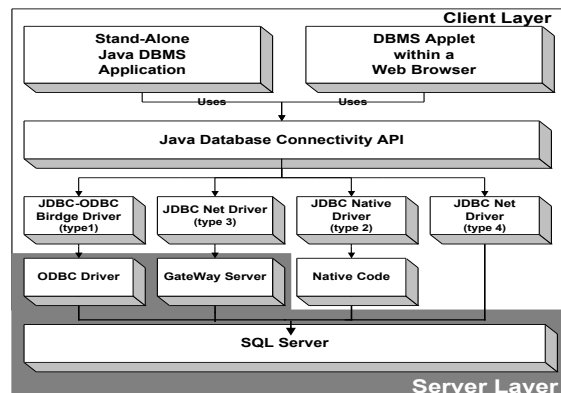 Client Layer
Stand-Alone
Java DBMS
Application
DBMS Applet
within a
Web Browser
Uses
Uses
Java Database Connectivity API
JDBC-ODBC
Birdge Driver
(type1)
JDBC Net Driver
(type 3)
JDBC Native
Driver
(type 2)
JDBC Net
Driver
(type 4)
ODBC Driver
GateWay Server
Native Code
SQL Server
Server Layer